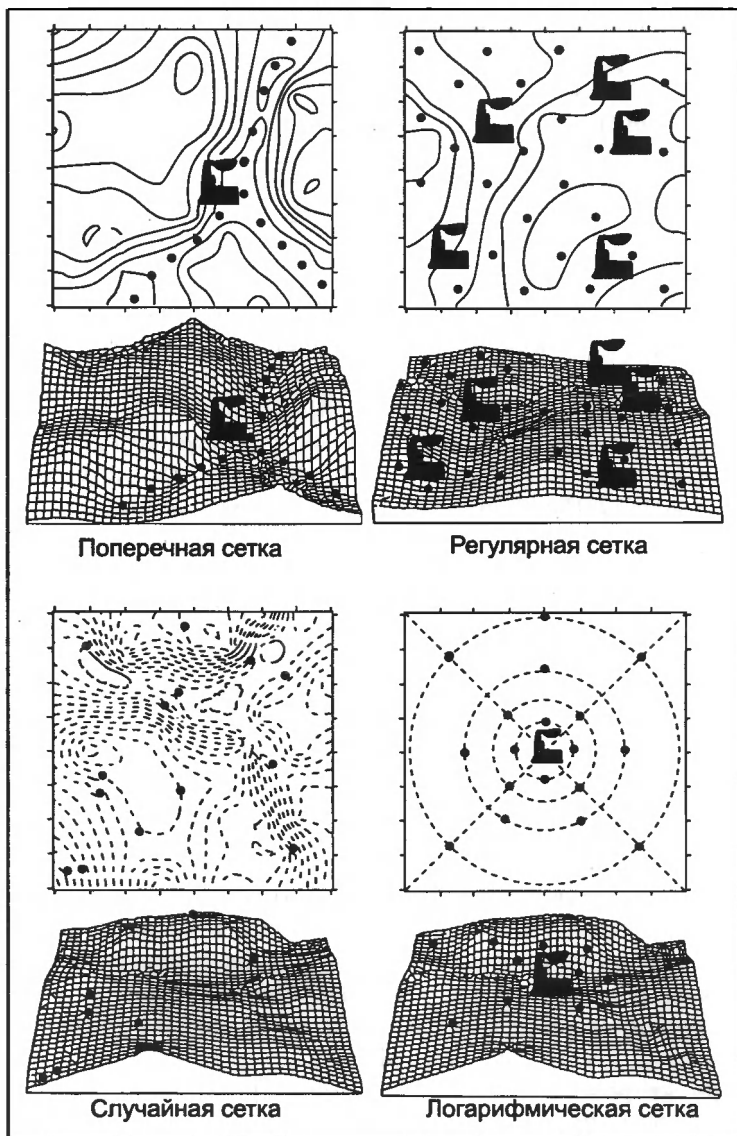 Поперечная сетка
Регулярная сетка
Случайная сетка
Логарифмическая сетка